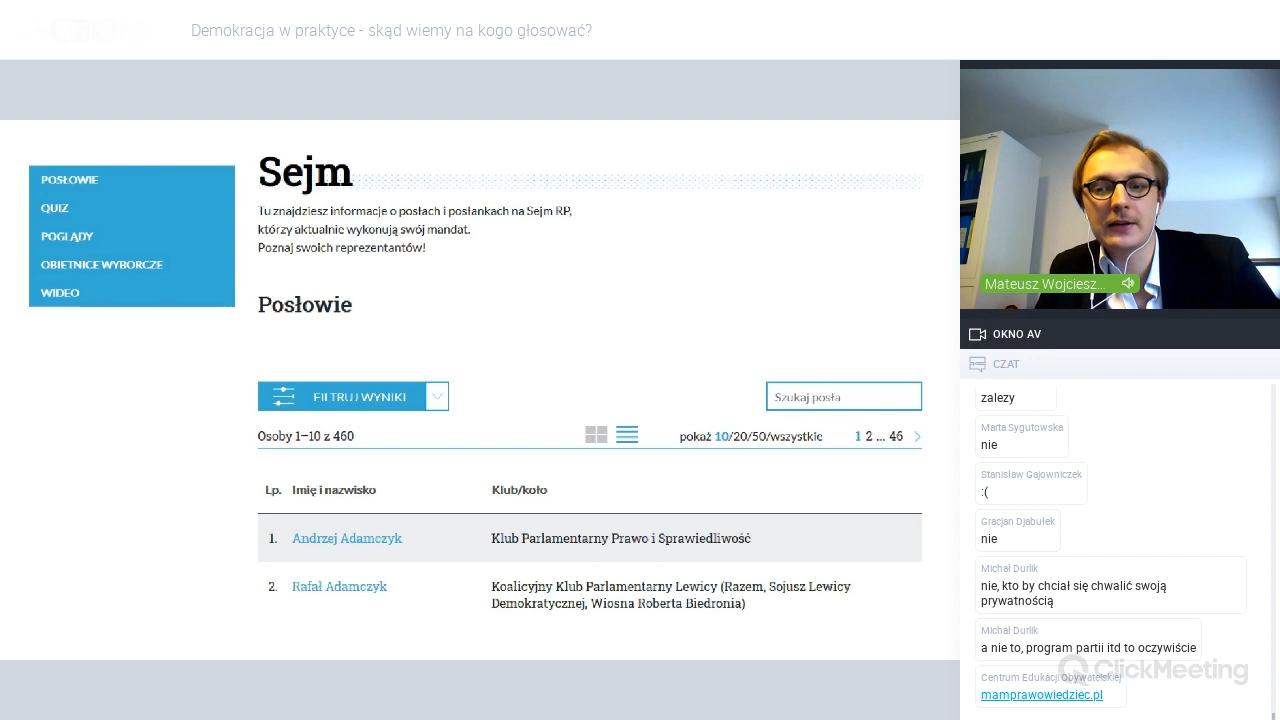 Demokracja w praktyce - skąd wiemy na kogo głosować?
POSŁOWIE
QUIZ
POGLĄDY
OBIETNICE WYBORCZE
WIDEO
Sejm
Tu znajdziesz informacje o posłach i posłankach na Sejm RP,
którzy aktualnie wykonują swój mandat.
Poznaj swoich reprezentantów!
Posłowie
FILTRUJ WYNIKI
Szukaj posła
Osoby 1–10 z 460
pokaż 10/20/50/wszystkie
1 2 ... 46
Lp. Imię i nazwisko Klub/koło
1. Andrzej Adamczyk Klub Parlamentarny Prawo i Sprawiedliwość
2. Rafał Adamczyk Koalicyjny Klub Parlamentarny Lewicy (Razem, Sojusz Lewicy
Demokratycznej, Wiosna Roberta Biedronia)
Mateusz Wojciesz...
OKNO AV
CZAT
zalezy
Marta Sygutowska
nie
Stanisław Gajowniczek
:(
Gracjan Djabułek
nie
Michał Durlik
nie, kto by chciał się chwalić swoją
prywatnością
Michał Durlik
a nie to, program partii itd to oczywiście
Centrum Edukacji Obywatelskiej
mamprawowiedziec.pl
ClickMeeting